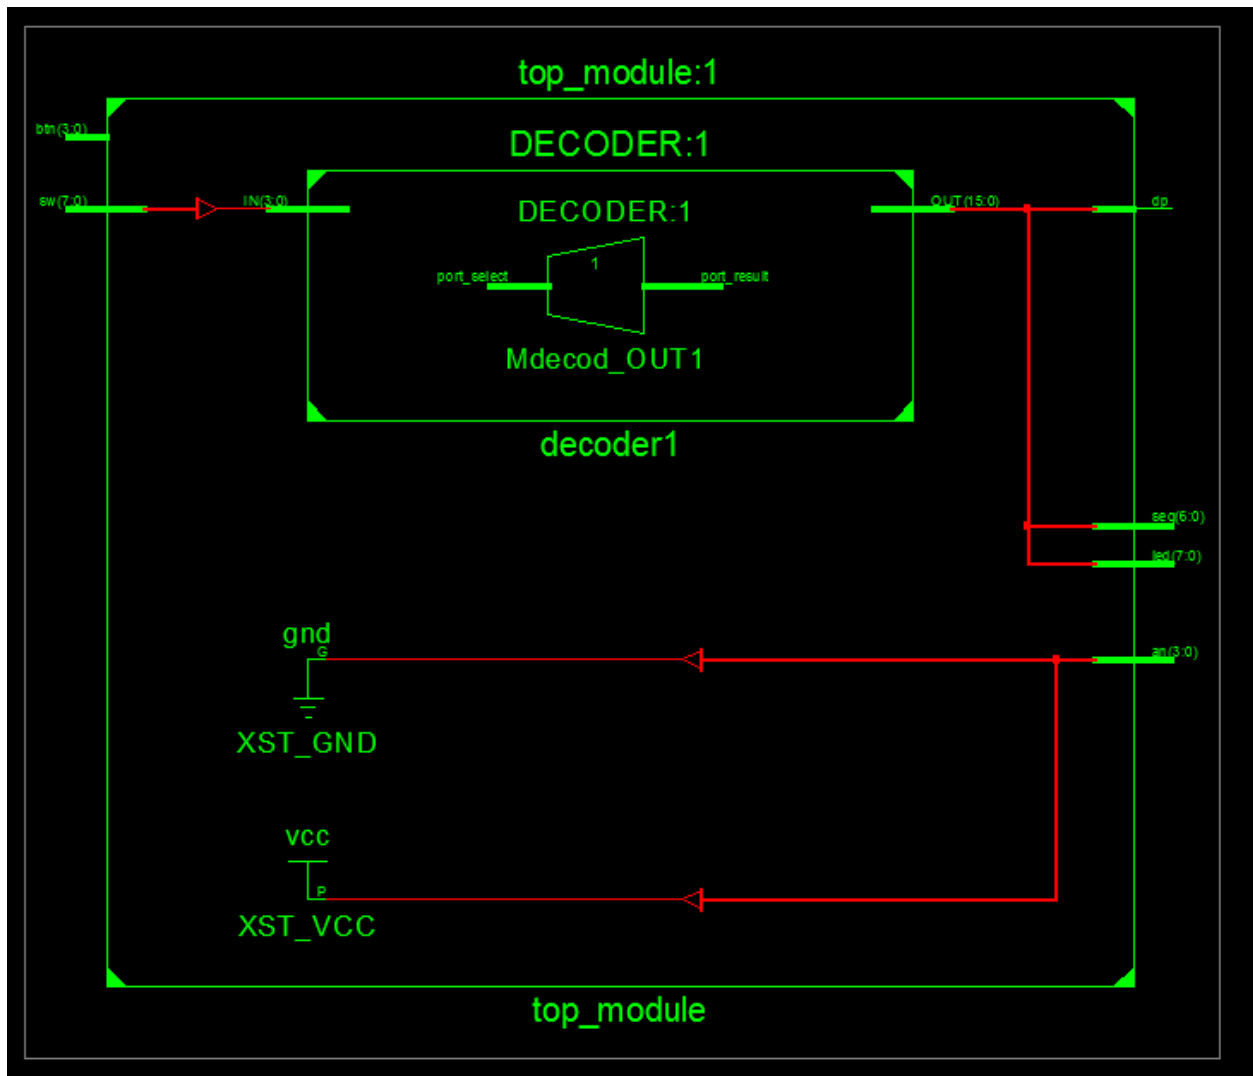 top_module:1
btn(3:0)
DECODER:1
sw(7:0)
IN(3:0)
DECODER:1
OUT(15:0)
dp
1
port_select
port_result
Mdecod_OUT1
decoder1
seg(6:0)
led(7:0)
gnd
G
an(3:0)
XST_GND
vcc
P
XST_VCC
top_module